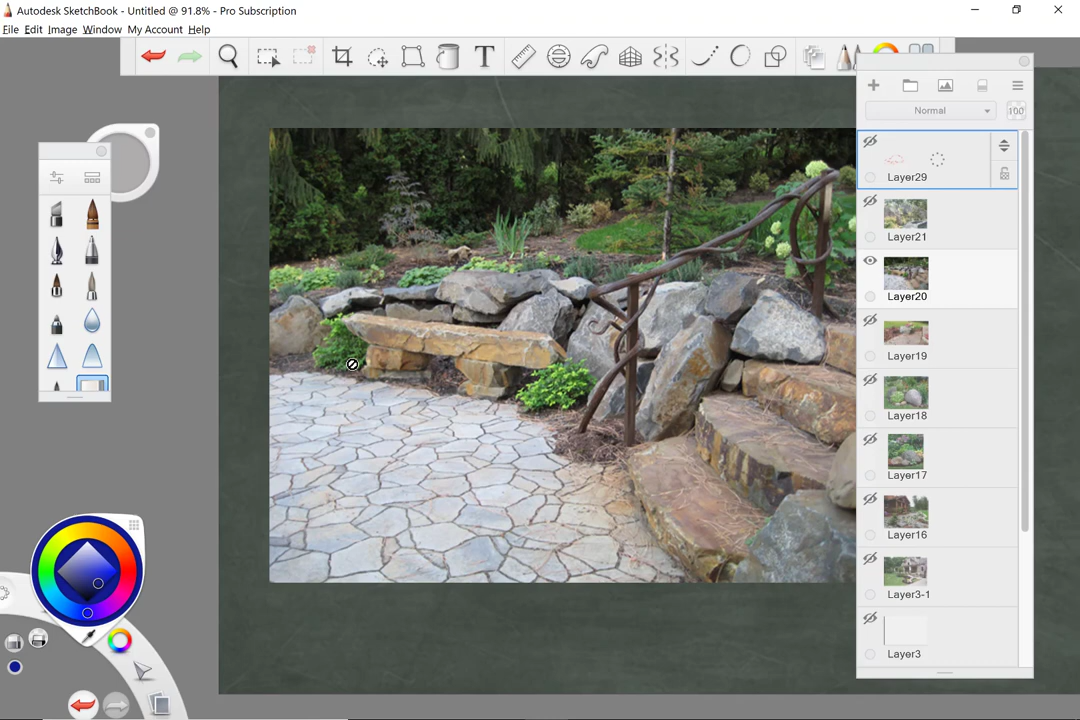 Autodesk SketchBook - Untitled @ 91.8% - Pro Subscription
File Edit Image Window My Account Help
T
Normal
100
Layer29
Layer21
Layer20
Layer19
Layer18
Layer17
Layer16
Layer3-1
Layer3